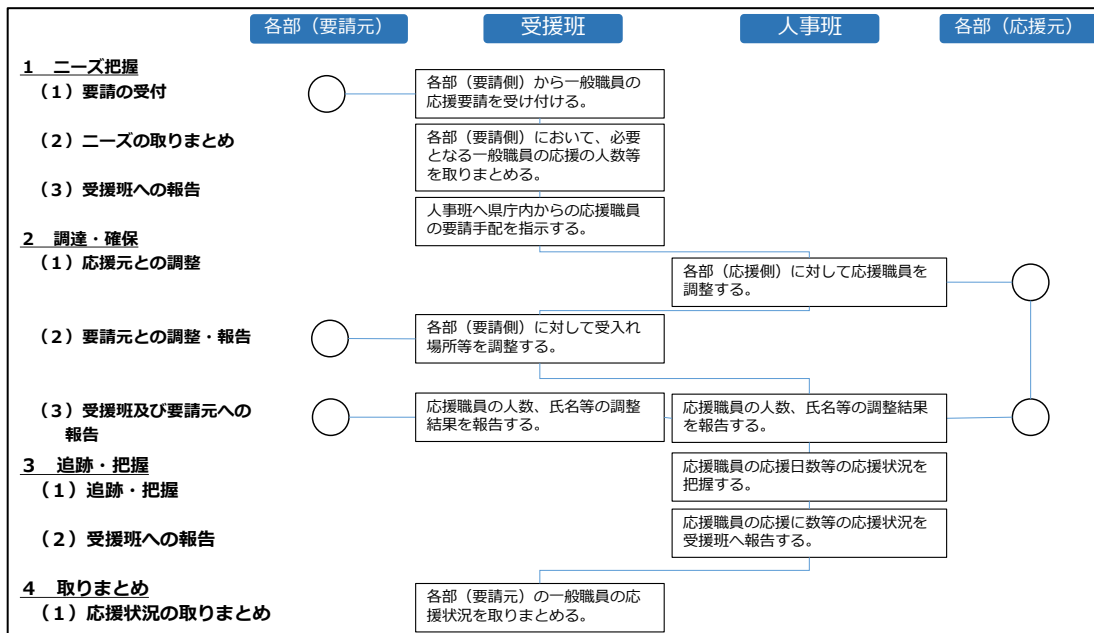 各部（要請元）
受援班
人事班
各部（応援元）
1　ニーズ把握
（1）要請の受付
各部（要請側）から一般職員の
応援要請を受け付ける。
（2）ニーズの取りまとめ
各部（要請側）において、必要
となる一般職員の応援の人数等
を取りまとめる。
（3）受援班への報告
人事班へ県庁内からの応援職員
の要請手配を指示する。
2　調達・確保
（1）応援元との調整
各部（応援側）に対して応援職員を
調整する。
（2）要請元との調整・報告
各部（要請側）に対して受入れ
場所等を調整する。
（3）受援班及び要請元への
報告
応援職員の人数、氏名等の調整
結果を報告する。
応援職員の人数、氏名等の調整結果
を報告する。
3　追跡・把握
（1）追跡・把握
応援職員の応援日数等の応援状況を
把握する。
（2）受援班への報告
応援職員の応援に数等の応援状況を
受援班へ報告する。
4　取りまとめ
（1）応援状況の取りまとめ
各部（要請元）の一般職員の応
援状況を取りまとめる。